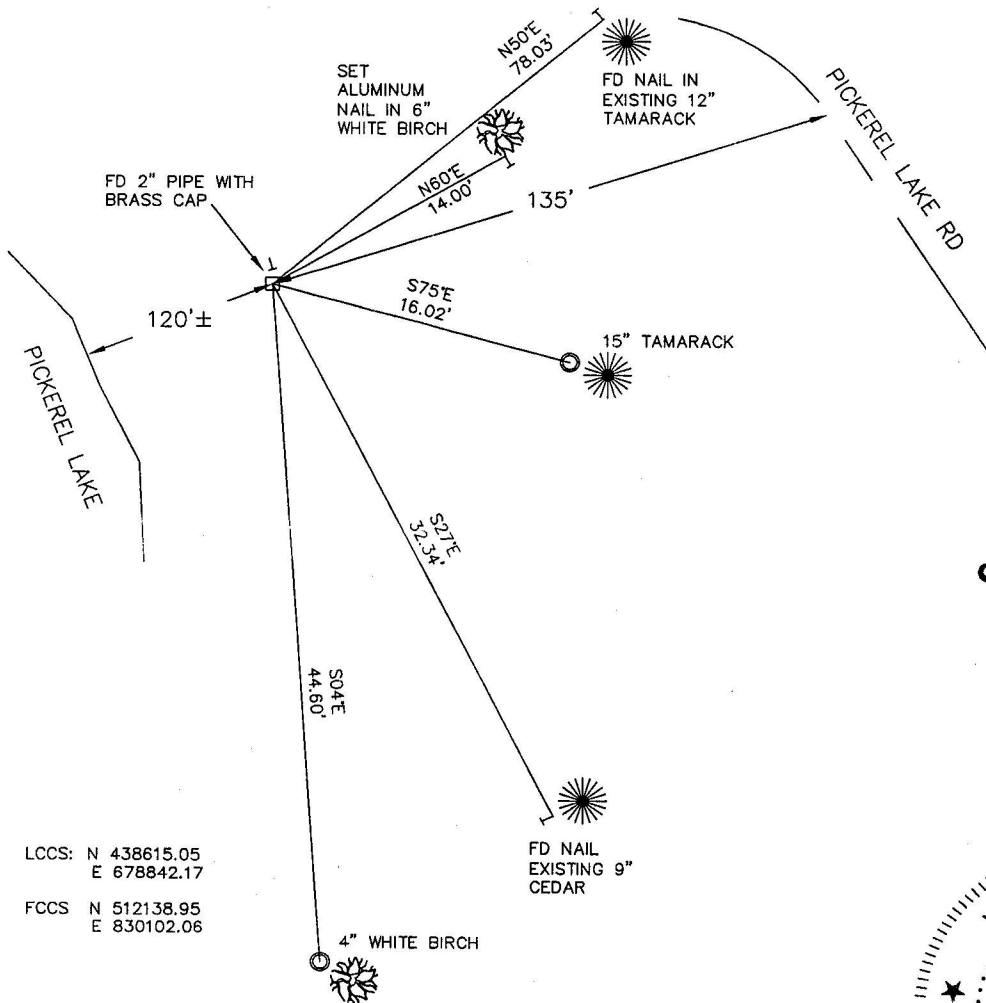 N50°E
78.03'
SET
ALUMINUM
NAIL IN 6"
WHITE BIRCH
FD NAIL IN
EXISTING 12"
TAMARACK
PICKEREL LAKE RD
FD 2" PIPE WITH
BRASS CAP
N60°E
14.00'
135'
S75°E
16.02'
120'±
15" TAMARACK
PICKEREL LAKE
S27°E
32.34'
S04°E
44.60'
LCCS: N 438615.05
E 678842.17
FCCS N 512138.95
E 830102.06
FD NAIL
EXISTING 9"
CEDAR
4" WHITE BIRCH